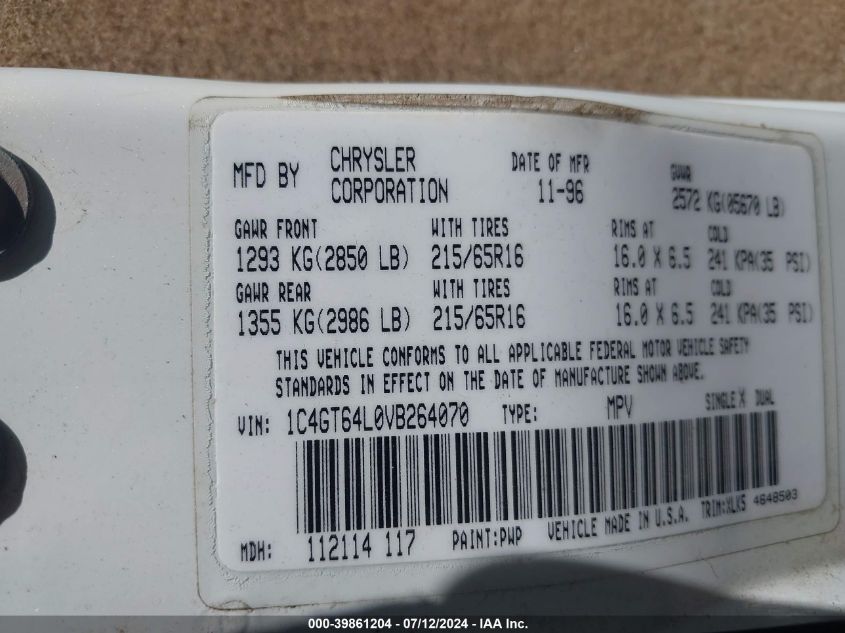 MFD BY CHRYSLER CORPORATION DATE OF MFR 11-96 GVWR 2572 KG(05670 LB)
GAWR FRONT WITH TIRES RIMS AT COLD
1293 KG(2850 LB) 215/65R16 16.0 X 6.5 241 KPA(35 PSI)
GAWR REAR WITH TIRES RIMS AT COLD
1355 KG(2986 LB) 215/65R16 16.0 X 6.5 241 KPA(35 PSI)
THIS VEHICLE CONFORMS TO ALL APPLICABLE FEDERAL MOTOR VEHICLE SAFETY
STANDARDS IN EFFECT ON THE DATE OF MANUFACTURE SHOWN ABOVE.
VIN: 1C4GT64L0VB264070 TYPE: MPV SINGLE X DUAL
MDH: 112114 117 PAINT:PWP VEHICLE MADE IN U.S.A. TRIM:XLK5 4648503
000-39861204 - 07/12/2024 - IAA Inc.